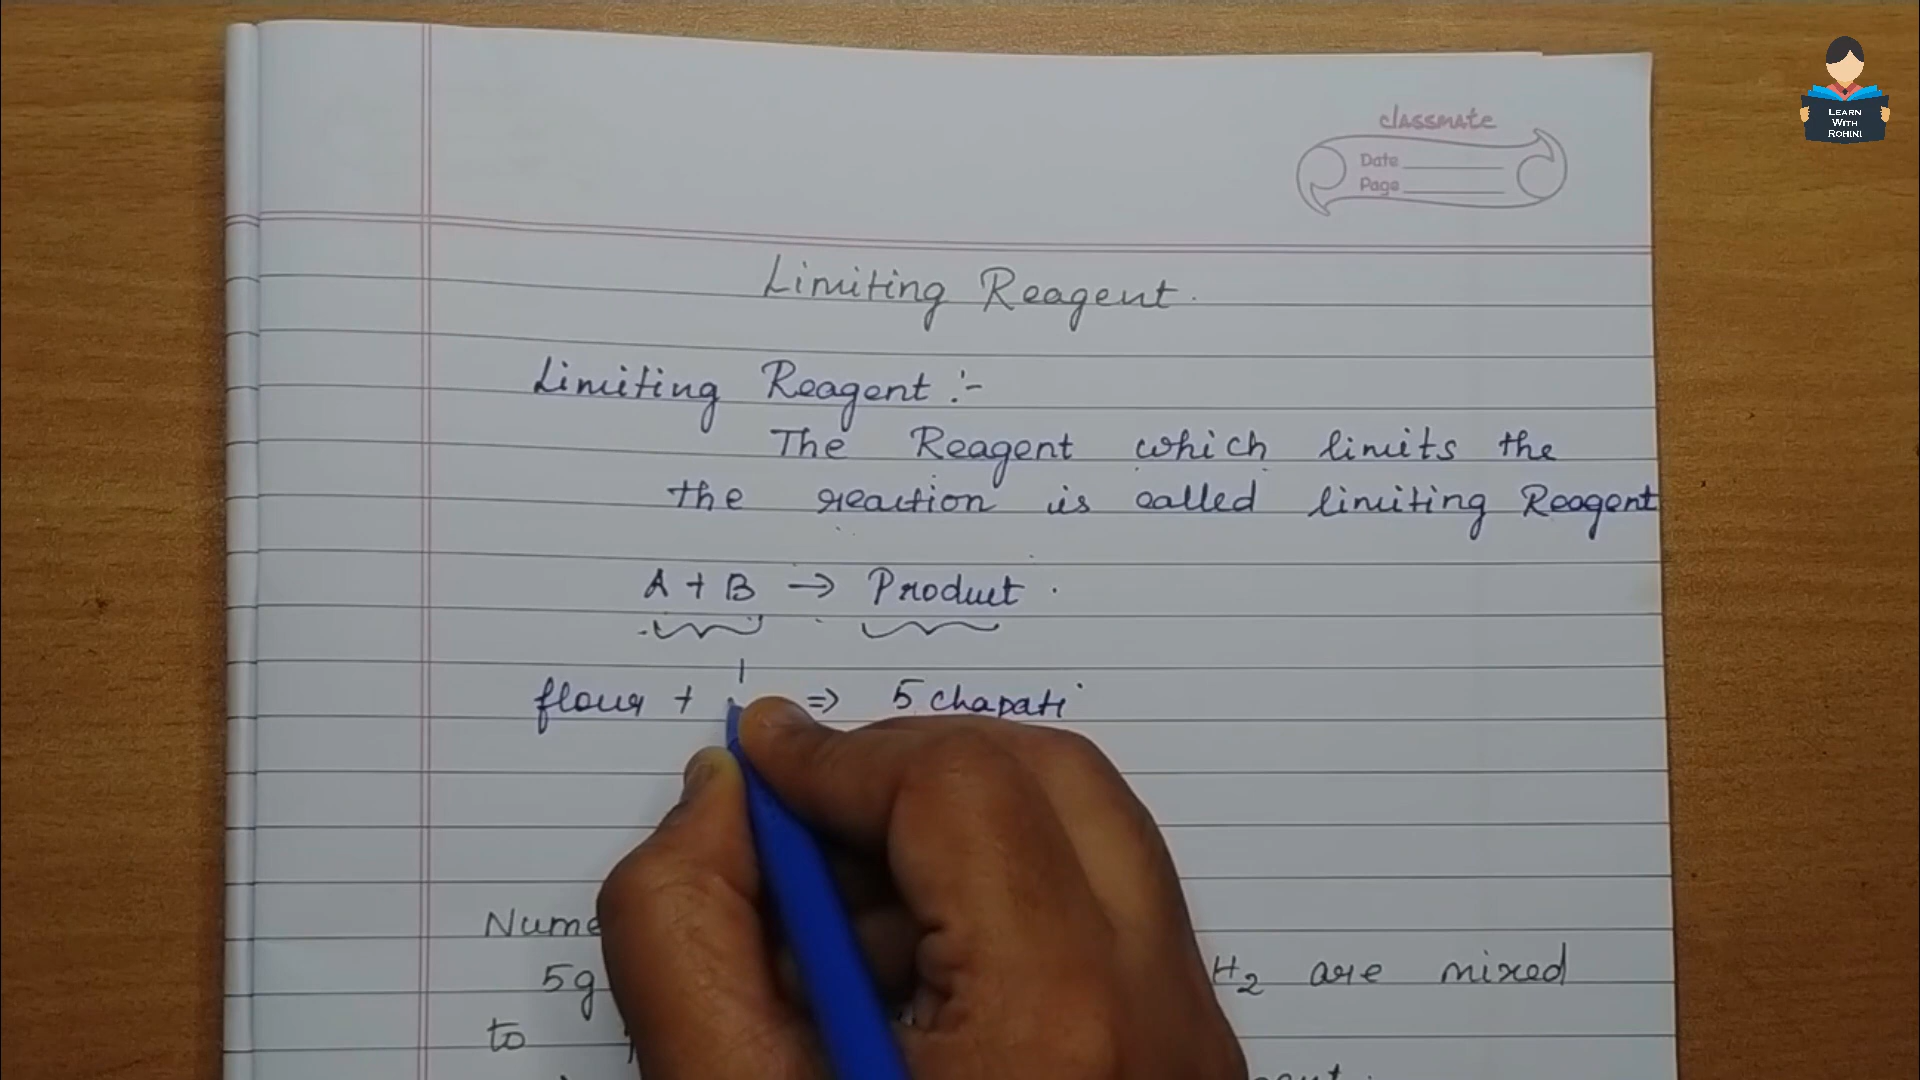 classmate
Date
Page
LEARN
WITH
ROHINI
Limiting Reagent.
Limiting Reagent :-
The Reagent which limits the
the reaction is called limiting Reagent
A + B → Product .
flour + ⇒ 5 chapati
5g H2 are mixed
to